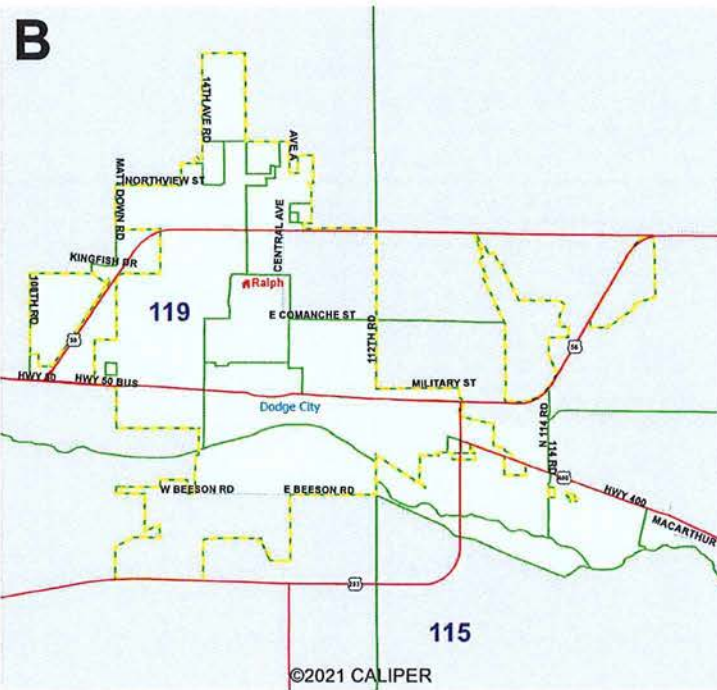 B
14TH AVE RD
AVE A
MATT DOWN RD
NORTHVIEW ST
CENTRAL AVE
KINGFISH DR
108TH RD
Ralph
119
E COMANCHE ST
112TH RD
50
56
HWY 50
HWY 50 BUS
MILITARY ST
Dodge City
N 114 RD
114 RD
W BEESON RD
E BEESON RD
400
HWY 400
MACARTHUR
283
115
©2021 CALIPER